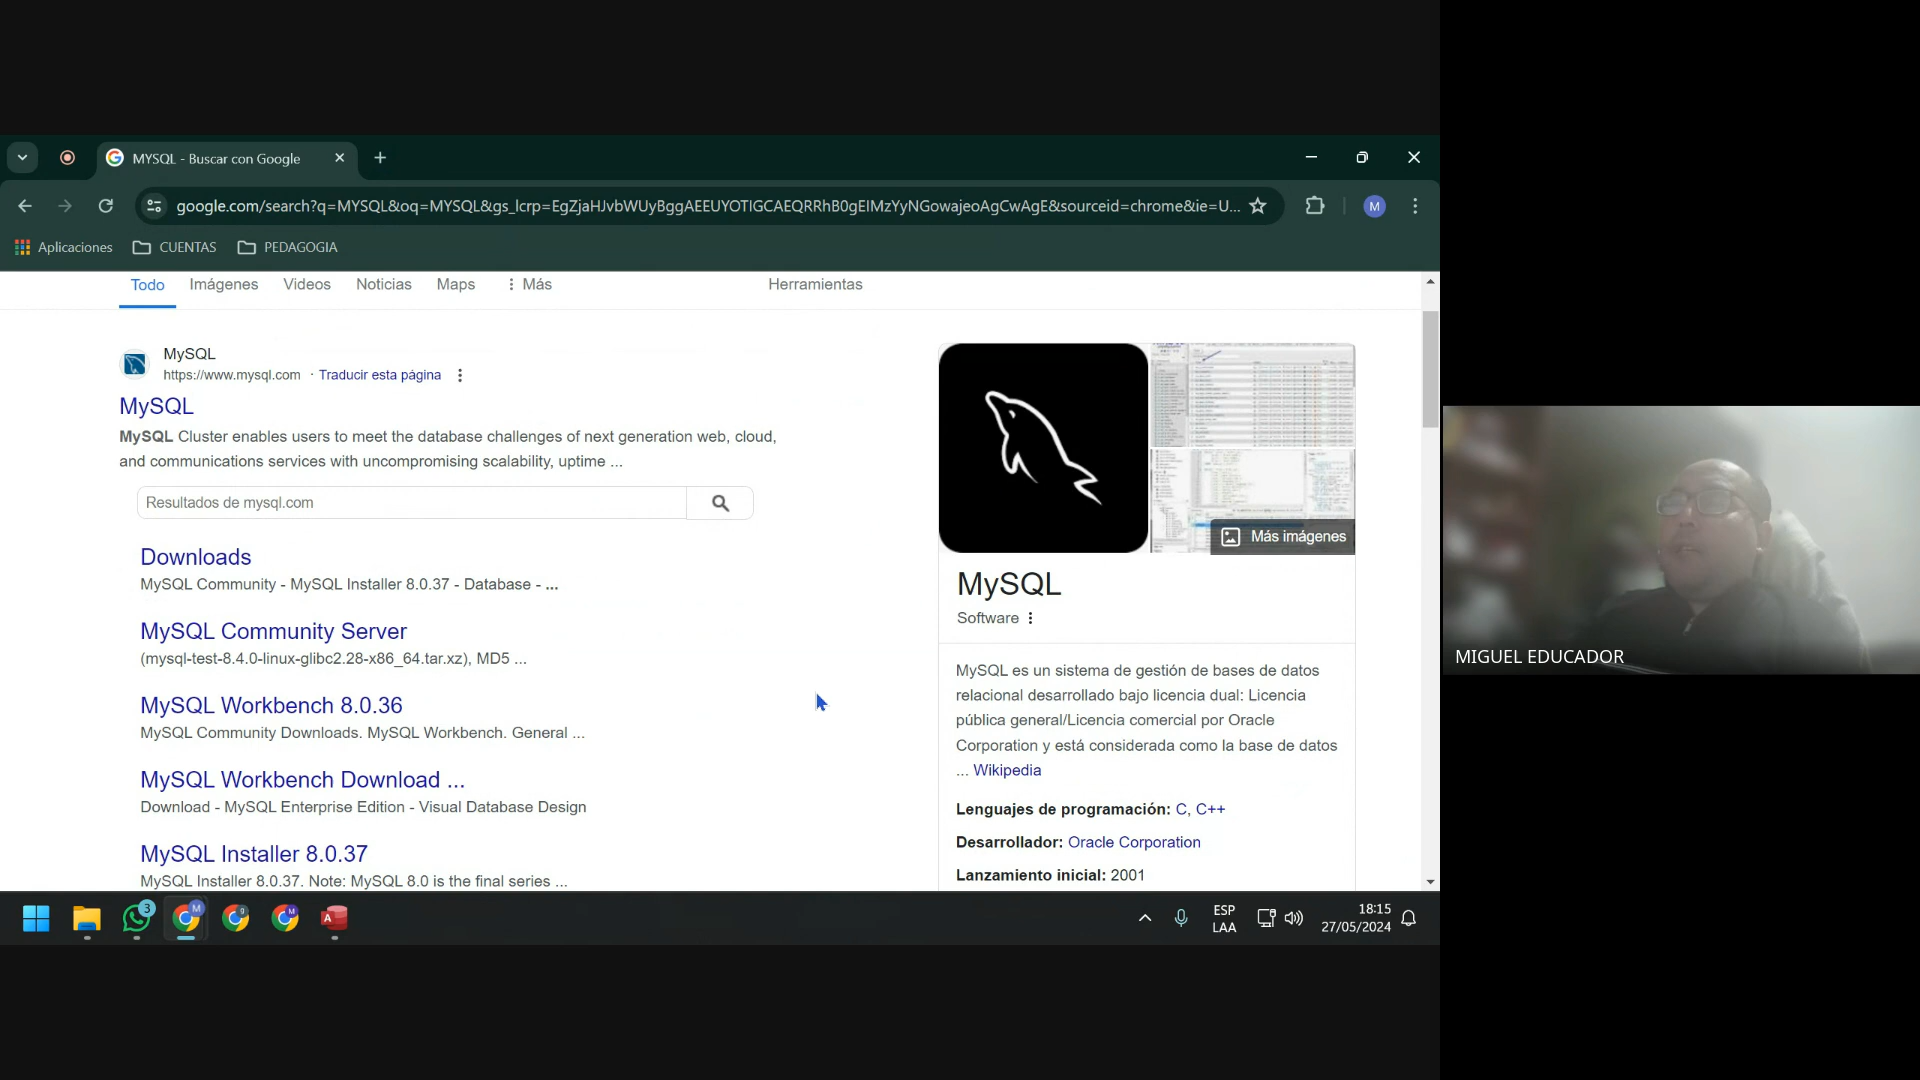 MYSQL - Buscar con Google
google.com/search?q=MYSQL&oq=MYSQL&gs_lcrp=EgZjaHJvbWUyBggAEEUYOTIGCAEQRRhB0gEIMzYyNGowajeoAgCwAgE&sourceid=chrome&ie=U...
M
Aplicaciones CUENTAS PEDAGOGIA
Todo Imágenes Videos Noticias Maps Más Herramientas
MySQL
https://www.mysql.com · Traducir esta página
MySQL
MySQL Cluster enables users to meet the database challenges of next generation web, cloud,
and communications services with uncompromising scalability, uptime ...
Resultados de mysql.com
Downloads
MySQL Community - MySQL Installer 8.0.37 - Database - ...
MySQL Community Server
(mysql-test-8.4.0-linux-glibc2.28-x86_64.tar.xz), MD5 ...
MySQL Workbench 8.0.36
MySQL Community Downloads. MySQL Workbench. General ...
MySQL Workbench Download ...
Download - MySQL Enterprise Edition - Visual Database Design
MySQL Installer 8.0.37
MySQL Installer 8.0.37. Note: MySQL 8.0 is the final series ...
Más imágenes
MySQL
Software
MySQL es un sistema de gestión de bases de datos
relacional desarrollado bajo licencia dual: Licencia
pública general/Licencia comercial por Oracle
Corporation y está considerada como la base de datos
... Wikipedia
Lenguajes de programación: C, C++
Desarrollador: Oracle Corporation
Lanzamiento inicial: 2001
3
ESP
LAA
18:15
27/05/2024
MIGUEL EDUCADOR